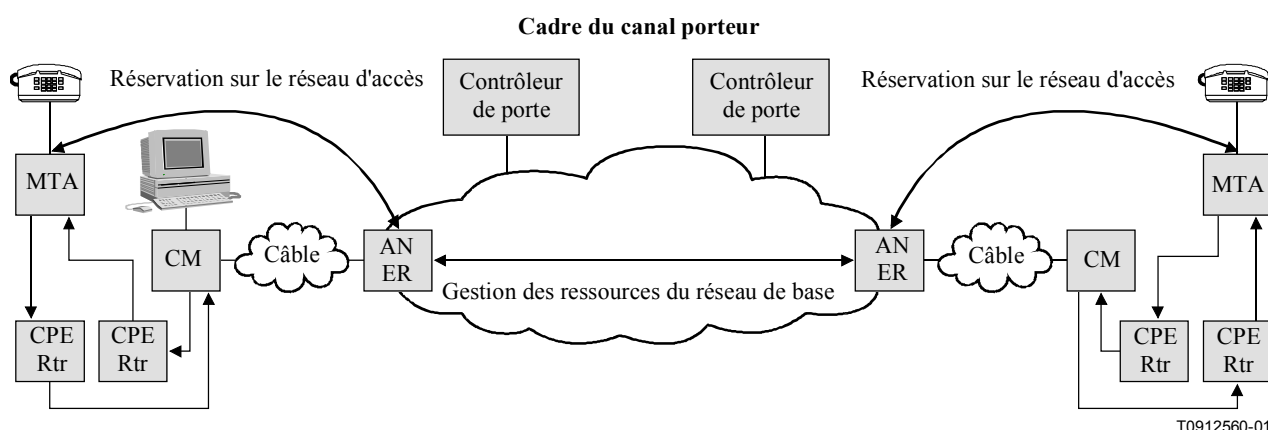 Cadre du canal porteur
Réservation sur le réseau d'accès
Contrôleur
de porte
Contrôleur
de porte
Réservation sur le réseau d'accès
MTA
MTA
CM
Câble
AN
ER
AN
ER
Câble
CM
Gestion des ressources du réseau de base
CPE
Rtr
CPE
Rtr
CPE
Rtr
CPE
Rtr
T0912560-01